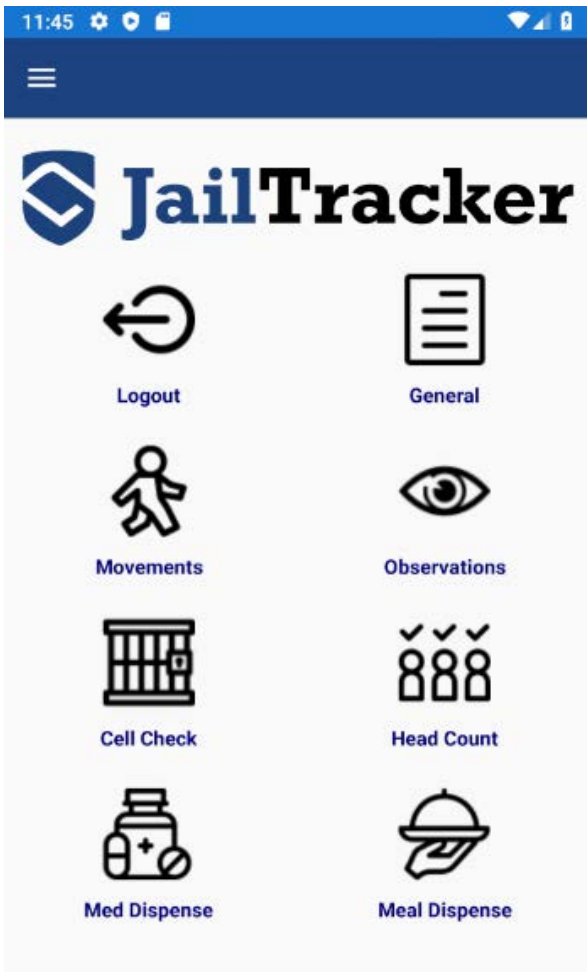 11:45
JailTracker
Logout General
Movements Observations
Cell Check Head Count
Med Dispense Meal Dispense